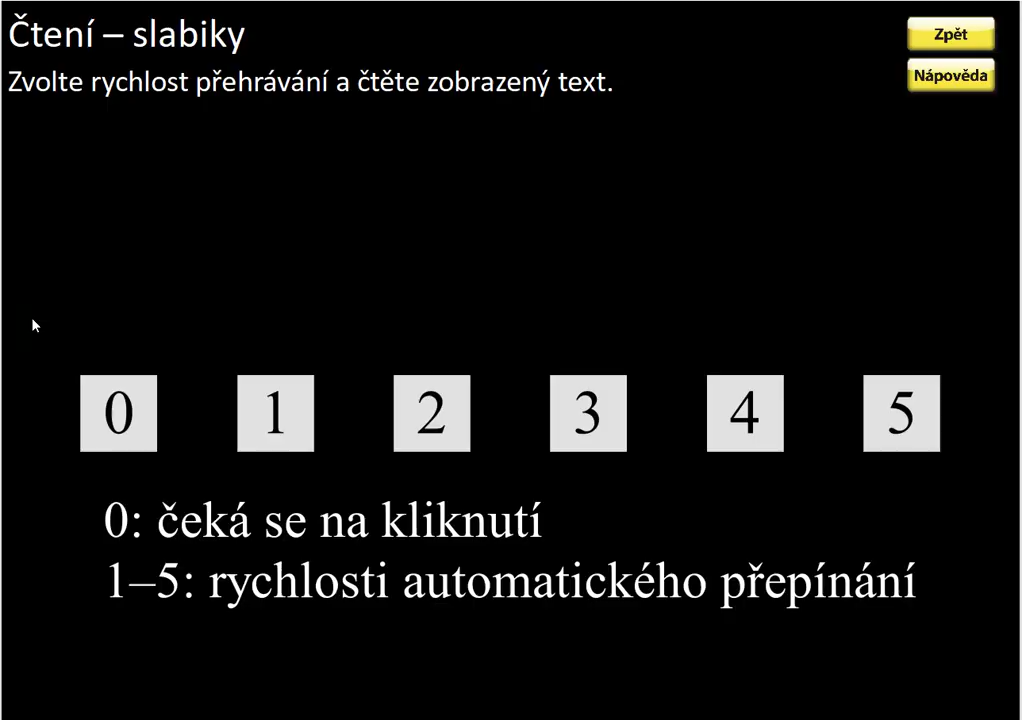 Čtení – slabiky
Zpět
Zvolte rychlost přehrávání a čtěte zobrazený text.
Nápověda
0 1 2 3 4 5
0: čeká se na kliknutí
1–5: rychlosti automatického přepínání